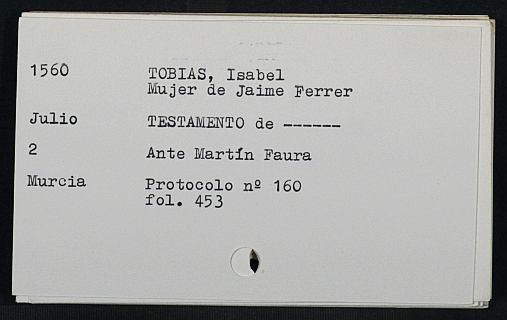 1560 TOBIAS, Isabel
Mujer de Jaime Ferrer
Julio TESTAMENTO de ------
2 Ante Martín Faura
Murcia Protocolo nº 160
fol. 453